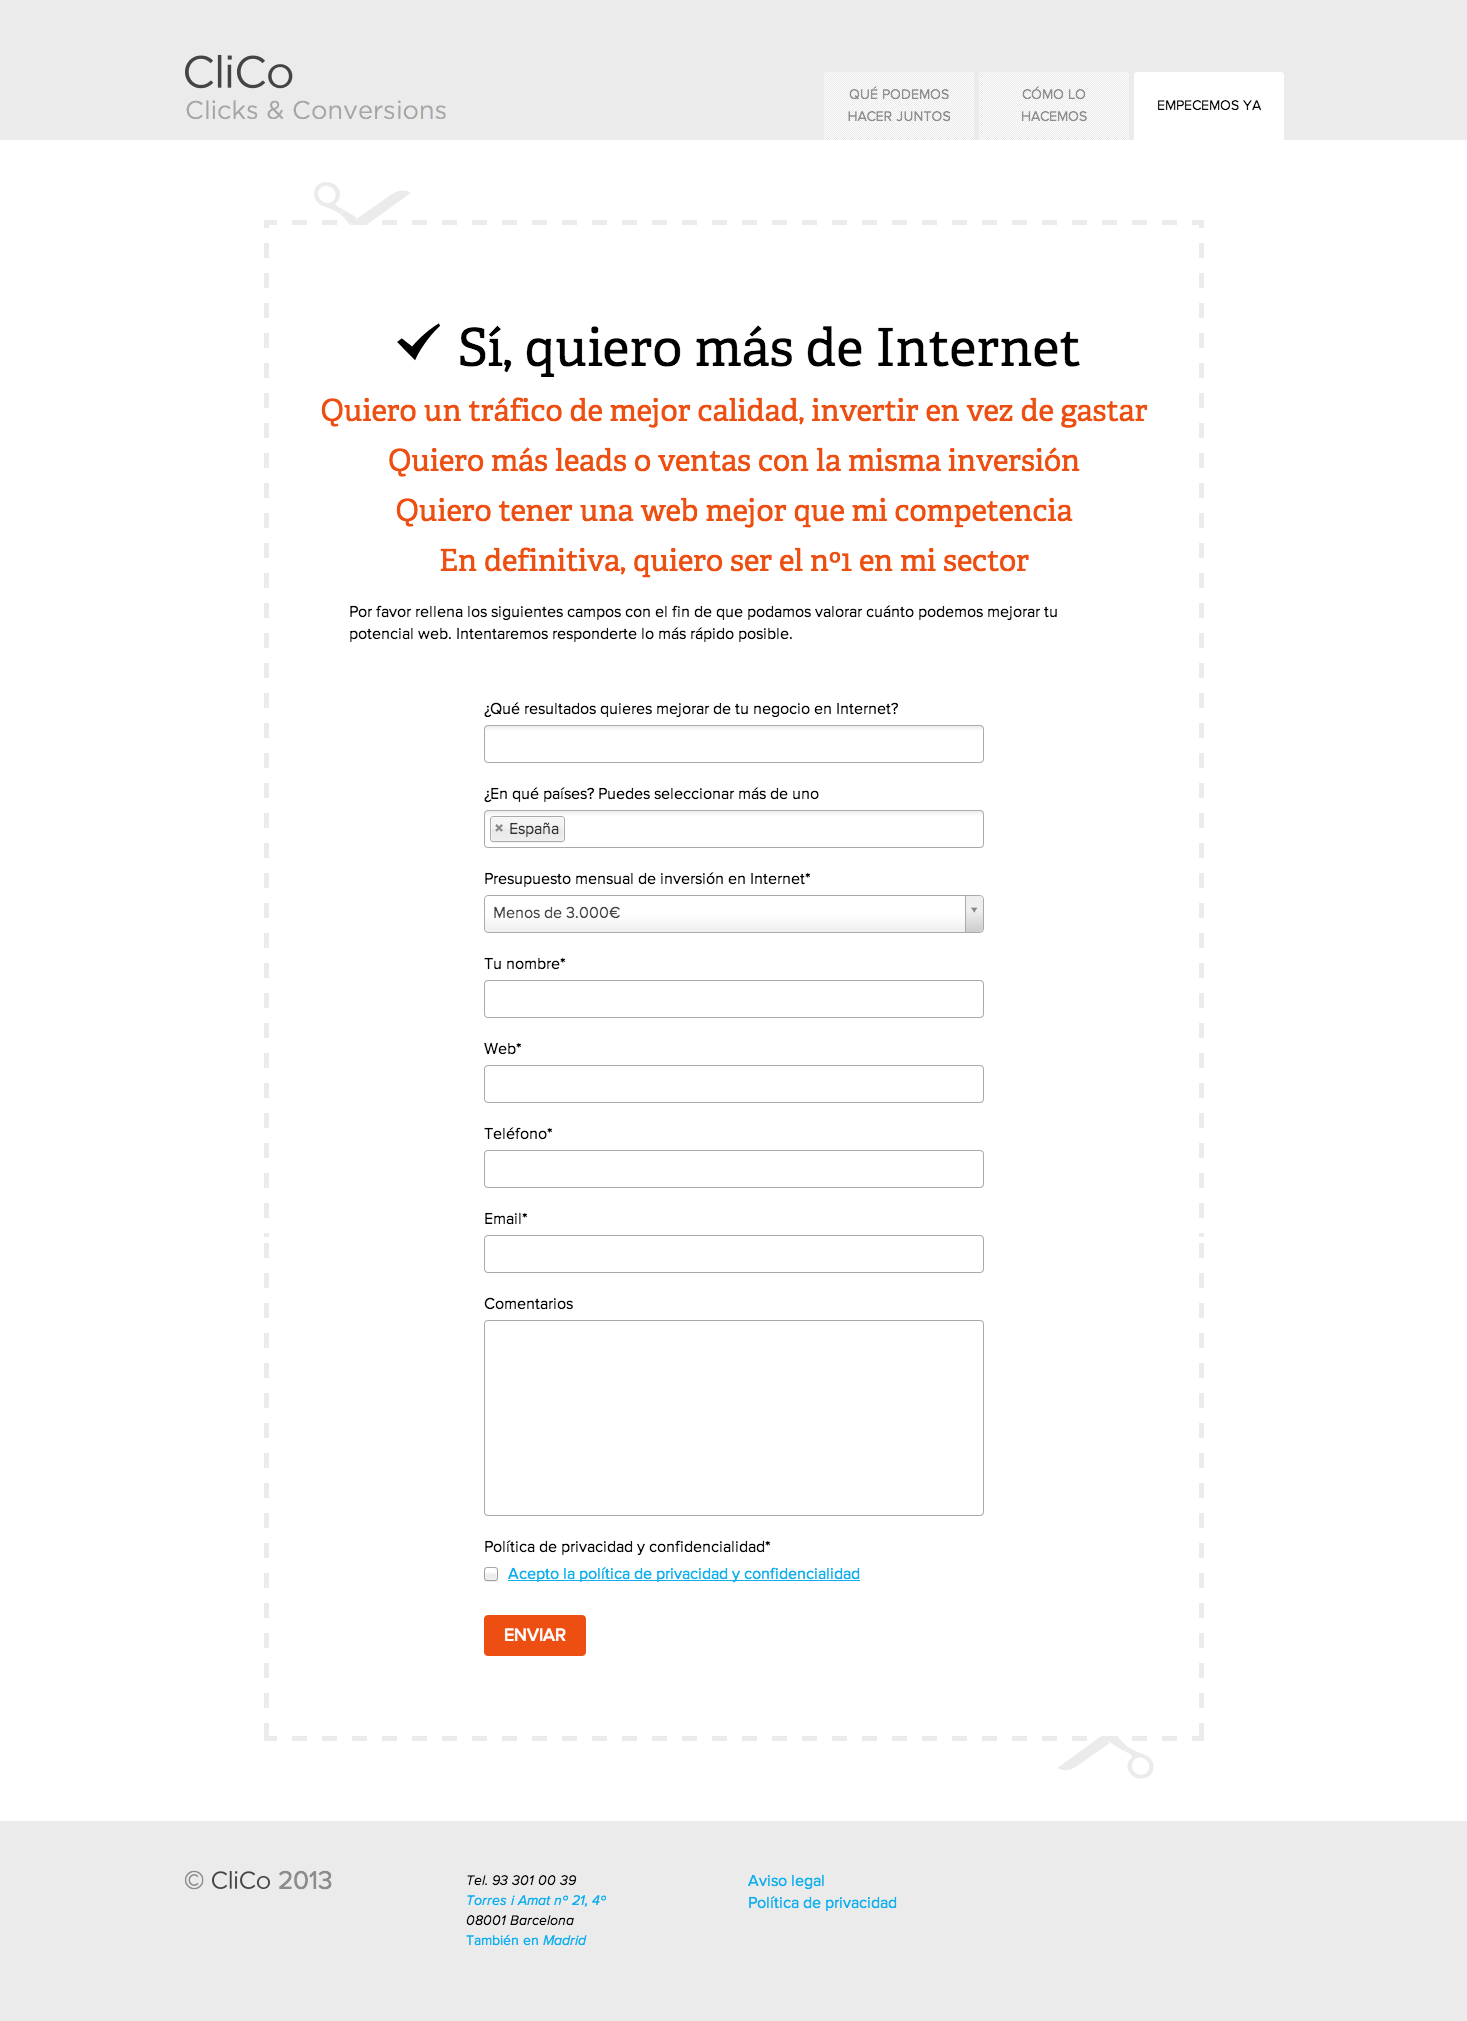 CliCo
Clicks & Conversions
QUÉ PODEMOS
HACER JUNTOS
CÓMO LO
HACEMOS
EMPECEMOS YA
Sí, quiero más de Internet
Quiero un tráfico de mejor calidad, invertir en vez de gastar
Quiero más leads o ventas con la misma inversión
Quiero tener una web mejor que mi competencia
En definitiva, quiero ser el nº1 en mi sector
Por favor rellena los siguientes campos con el fin de que podamos valorar cuánto podemos mejorar tu
potencial web. Intentaremos responderte lo más rápido posible.
¿Qué resultados quieres mejorar de tu negocio en Internet?
¿En qué países? Puedes seleccionar más de uno
España
Presupuesto mensual de inversión en Internet*
Menos de 3.000€
Tu nombre*
Web*
Teléfono*
Email*
Comentarios
Política de privacidad y confidencialidad*
Acepto la política de privacidad y confidencialidad
ENVIAR
© CliCo 2013
Tel. 93 301 00 39
Torres i Amat nº 21, 4º
08001 Barcelona
También en Madrid
Aviso legal
Política de privacidad